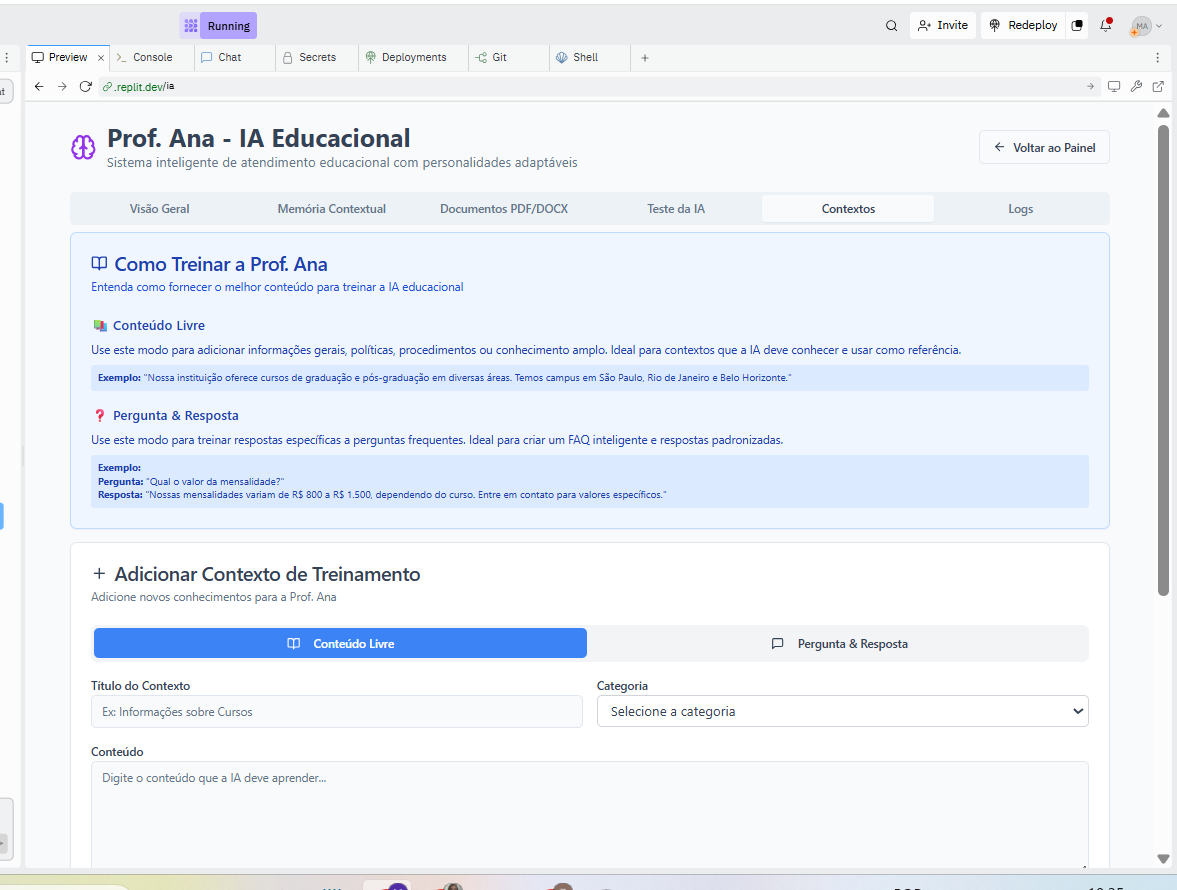 Running
Invite
Redeploy
MA
Preview
Console
Chat
Secrets
Deployments
Git
Shell
.replit.dev/ia
Prof. Ana - IA Educacional
Sistema inteligente de atendimento educacional com personalidades adaptáveis
Voltar ao Painel
Visão Geral
Memória Contextual
Documentos PDF/DOCX
Teste da IA
Contextos
Logs
Como Treinar a Prof. Ana
Entenda como fornecer o melhor conteúdo para treinar a IA educacional
Conteúdo Livre
Use este modo para adicionar informações gerais, políticas, procedimentos ou conhecimento amplo. Ideal para contextos que a IA deve conhecer e usar como referência.
Exemplo: "Nossa instituição oferece cursos de graduação e pós-graduação em diversas áreas. Temos campus em São Paulo, Rio de Janeiro e Belo Horizonte."
❓ Pergunta & Resposta
Use este modo para treinar respostas específicas a perguntas frequentes. Ideal para criar um FAQ inteligente e respostas padronizadas.
Exemplo:
Pergunta: "Qual o valor da mensalidade?"
Resposta: "Nossas mensalidades variam de R$ 800 a R$ 1.500, dependendo do curso. Entre em contato para valores específicos."
+ Adicionar Contexto de Treinamento
Adicione novos conhecimentos para a Prof. Ana
Conteúdo Livre
Pergunta & Resposta
Título do Contexto
Categoria
Ex: Informações sobre Cursos
Selecione a categoria
Conteúdo
Digite o conteúdo que a IA deve aprender...